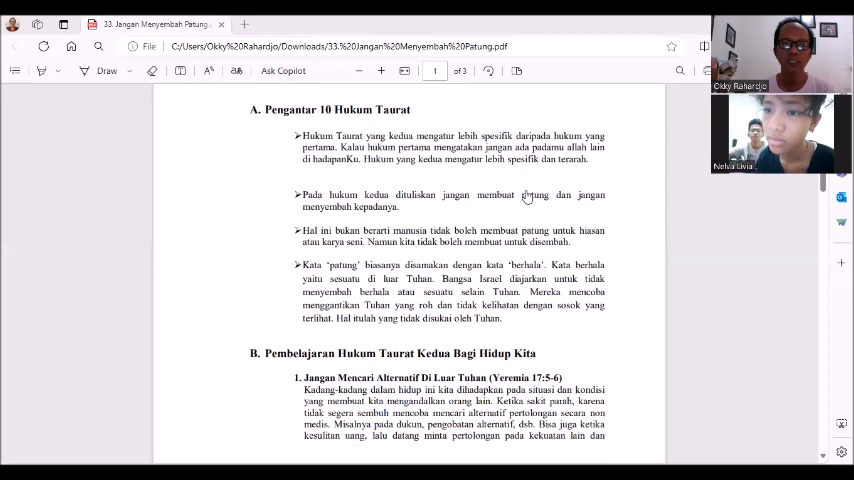 33. Jangan Menyembah Patung
File
C:/Users/Okky%20Rahardjo/Downloads/33.%20Jangan%20Menyembah%20Patung.pdf
Draw
Ask Copilot
1 of 3
A. Pengantar 10 Hukum Taurat
➢Hukum Taurat yang kedua mengatur lebih spesifik daripada hukum yang
pertama. Kalau hukum pertama mengatakan jangan ada padamu allah lain
di hadapanKu. Hukum yang kedua mengatur lebih spesifik dan terarah.
➢Pada hukum kedua dituliskan jangan membuat patung dan jangan
menyembah kepadanya.
➢Hal ini bukan berarti manusia tidak boleh membuat patung untuk hiasan
atau karya seni. Namun kita tidak boleh membuat untuk disembah.
➢Kata ‘patung’ biasanya disamakan dengan kata ‘berhala’. Kata berhala
yaitu sesuatu di luar Tuhan. Bangsa Israel diajarkan untuk tidak
menyembah berhala atau sesuatu selain Tuhan. Mereka mencoba
menggantikan Tuhan yang roh dan tidak kelihatan dengan sosok yang
terlihat. Hal itulah yang tidak disukai oleh Tuhan.
B. Pembelajaran Hukum Taurat Kedua Bagi Hidup Kita
1. Jangan Mencari Alternatif Di Luar Tuhan (Yeremia 17:5-6)
Kadang-kadang dalam hidup ini kita dihadapkan pada situasi dan kondisi
yang membuat kita mengandalkan orang lain. Ketika sakit parah, karena
tidak segera sembuh mencoba mencari alternatif pertolongan secara non
medis. Misalnya pada dukun, pengobatan alternatif, dsb. Bisa juga ketika
kesulitan uang, lalu datang minta pertolongan pada kekuatan lain dan
Okky Rahardjo
Nelva Livia